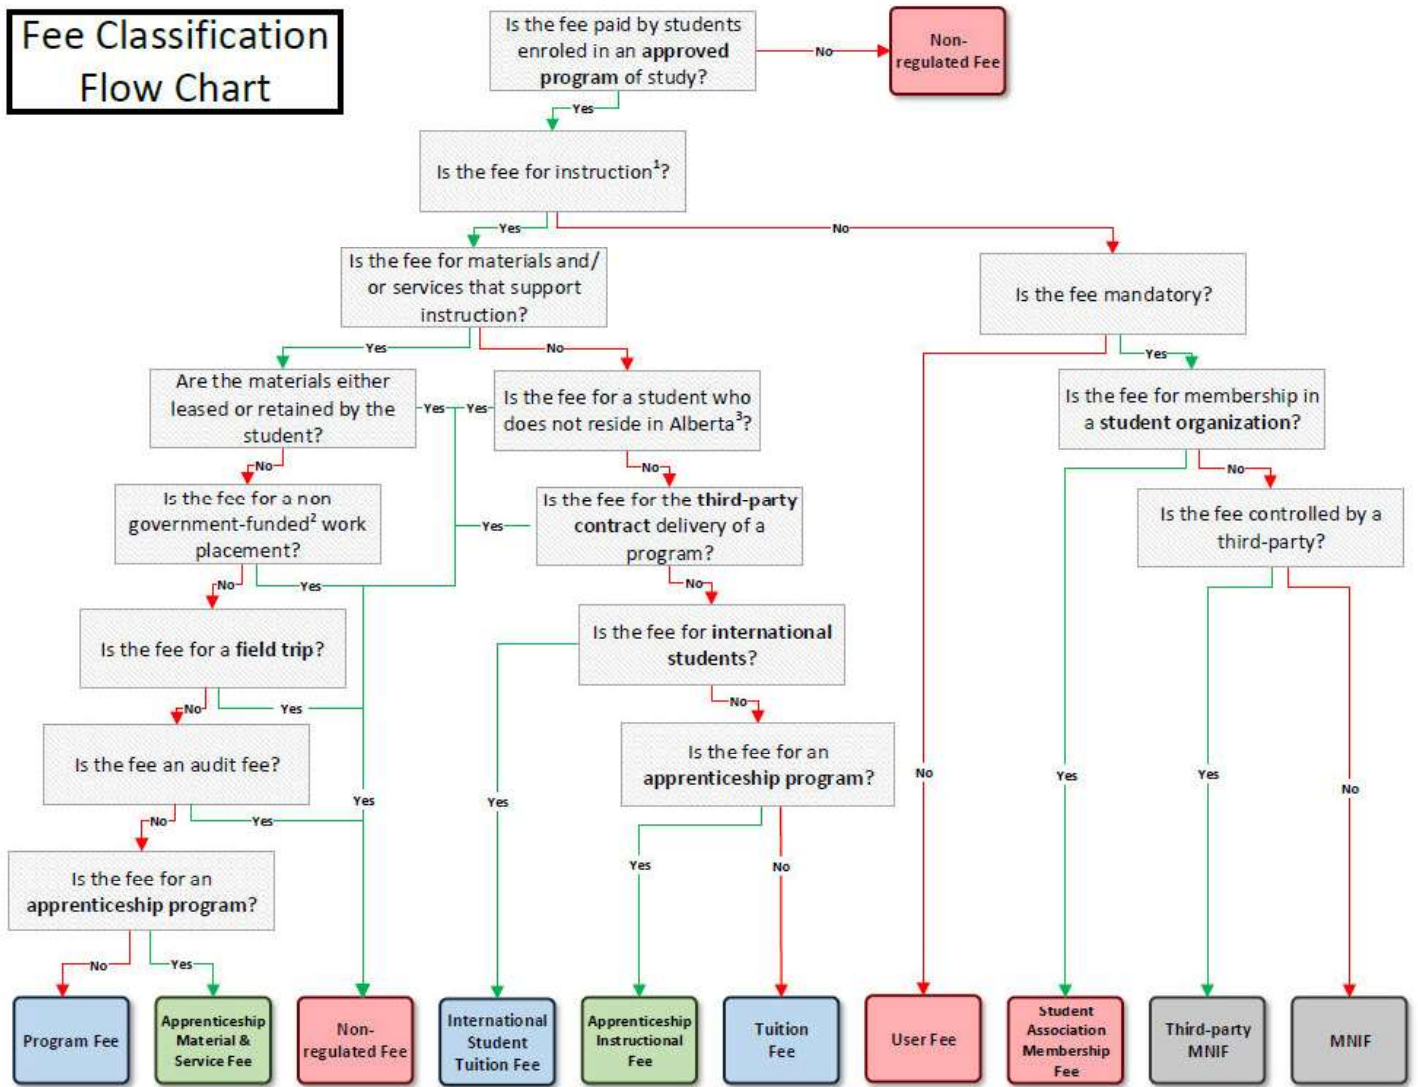 Fee Classification
Flow Chart
Is the fee paid by students
enroled in an approved
program of study?
No
Non-
regulated Fee
Yes
Is the fee for instruction¹?
Yes
No
Is the fee for materials and/
or services that support
instruction?
Is the fee mandatory?
Yes
No
Yes
Are the materials either
leased or retained by the
student?
Yes
Yes
Is the fee for a student who
does not reside in Alberta³?
Is the fee for membership in
a student organization?
No
No
No
Is the fee for a non
government-funded² work
placement?
Yes
Is the fee for the third-party
contract delivery of a
program?
Is the fee controlled by a
third-party?
No
Yes
No
Is the fee for a field trip?
Is the fee for international
students?
No
Yes
No
Is the fee an audit fee?
Is the fee for an
apprenticeship program?
No
Yes
Yes
No
Yes
Yes
No
Yes
Yes
No
Is the fee for an
apprenticeship program?
No
Yes
Program Fee
Apprenticeship
Material &
Service Fee
Non-
regulated Fee
International
Student
Tuition Fee
Apprenticeship
Instructional
Fee
Tuition
Fee
User Fee
Student
Association
Membership
Fee
Third-party
MNIF
MNIF